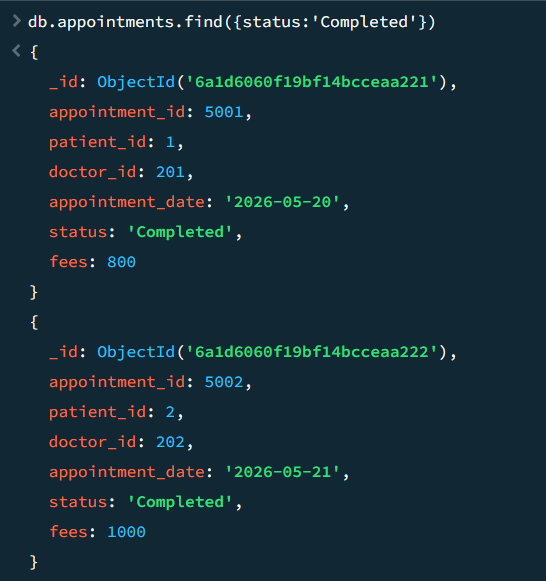 > db.appointments.find({status:'Completed'})
< {
_id: ObjectId('6a1d6060f19bf14bcceaa221'),
appointment_id: 5001,
patient_id: 1,
doctor_id: 201,
appointment_date: '2026-05-20',
status: 'Completed',
fees: 800
}
{
_id: ObjectId('6a1d6060f19bf14bcceaa222'),
appointment_id: 5002,
patient_id: 2,
doctor_id: 202,
appointment_date: '2026-05-21',
status: 'Completed',
fees: 1000
}